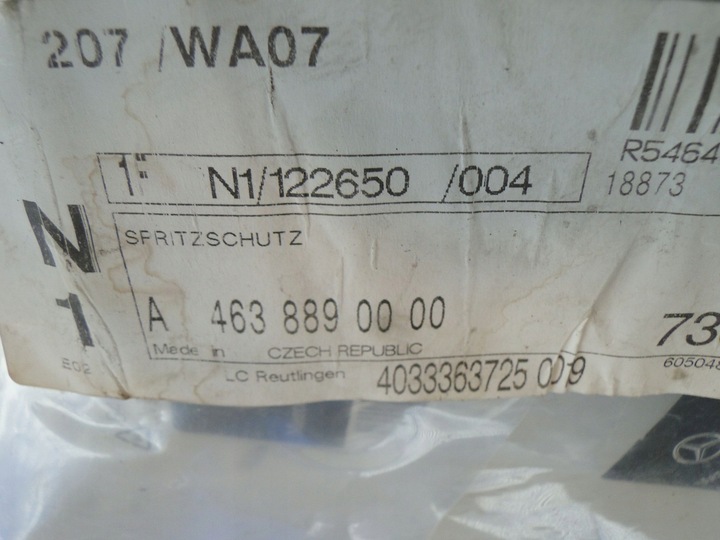 207 /WA07
R5464
1F N1/122650 /004
18873
N
1
E02
SPRITZSCHUTZ
A 463 889 00 00
Made in CZECH REPUBLIC
LC Reutlingen 4033363725 009
73
605048